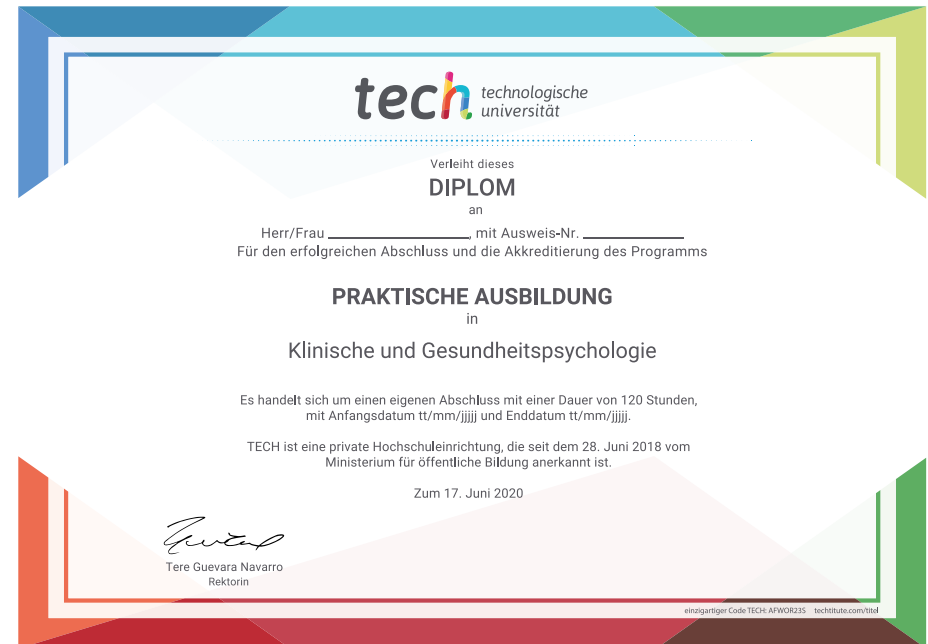 tech technologische
universität
Verleiht dieses
DIPLOM
an
Herr/Frau ____________, mit Ausweis-Nr. ____________
Für den erfolgreichen Abschluss und die Akkreditierung des Programms
PRAKTISCHE AUSBILDUNG
in
Klinische und Gesundheitspsychologie
Es handelt sich um einen eigenen Abschluss mit einer Dauer von 120 Stunden,
mit Anfangsdatum tt/mm/jjjjj und Enddatum tt/mm/jjjjj.
TECH ist eine private Hochschuleinrichtung, die seit dem 28. Juni 2018 vom
Ministerium für öffentliche Bildung anerkannt ist.
Zum 17. Juni 2020
Tere Guevara Navarro
Rektorin
einzigartiger Code TECH: AFWOR23S techtitute.com/titel